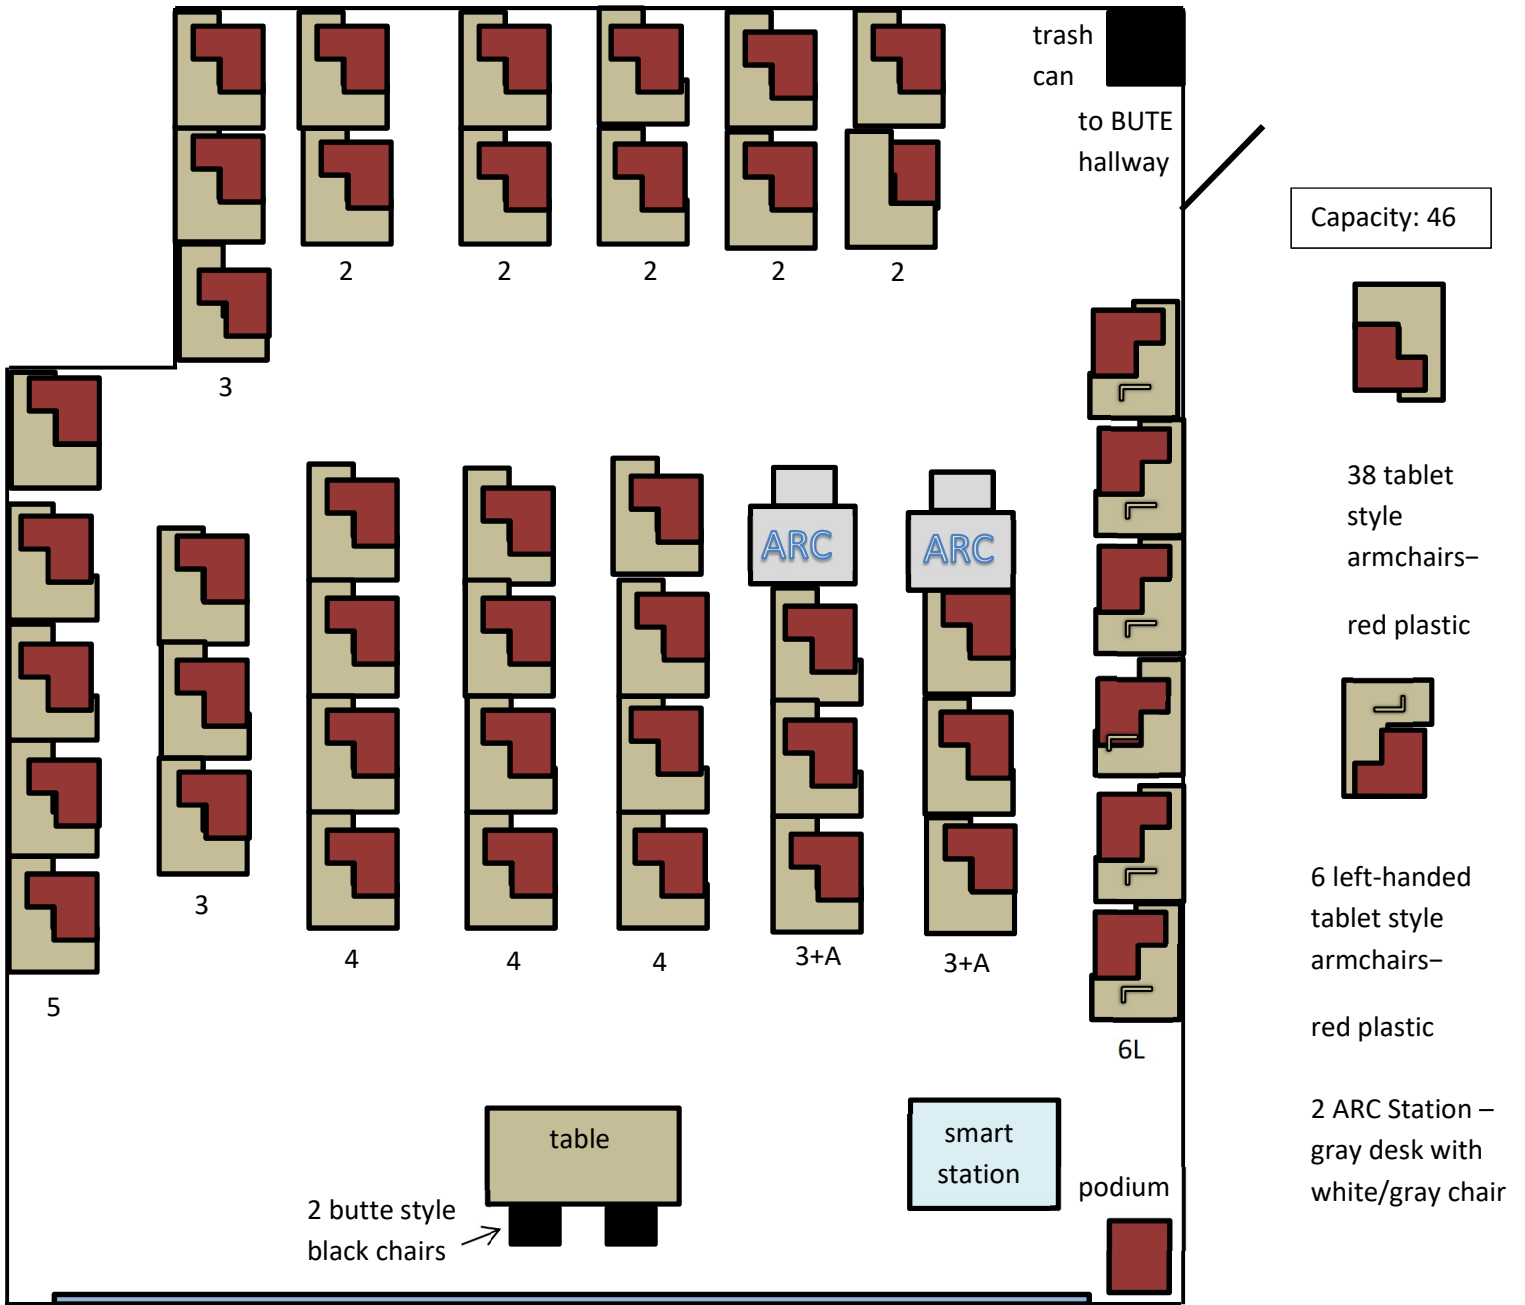 trash
can
to BUTE
hallway
Capacity: 46
2
2
2
2
2
3
38 tablet
style
armchairs–
red plastic
ARC
ARC
6 left-handed
tablet style
armchairs–
red plastic
3
4
4
4
3+A
3+A
5
6L
2 ARC Station –
gray desk with
white/gray chair
table
smart
station
podium
2 butte style
black chairs